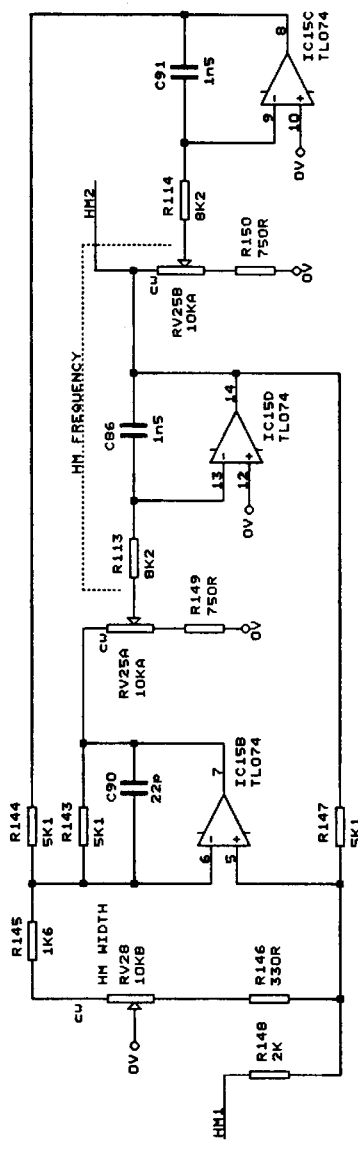 HM1
R148
2K
0V
cw
HM WIDTH
RV28
10KB
R146
330R
R145
1K6
R144
5K1
R143
5K1
C90
22p
6
5
7
IC15B
TL074
R147
5K1
cw
RV25A
10KA
R149
750R
0V
HM FREQUENCY
R113
8K2
C86
1n5
13
12
14
0V
IC15D
TL074
HM2
cw
RV25B
10KA
R150
750R
0V
R114
8K2
C91
1n5
9
10
8
0V
IC15C
TL074